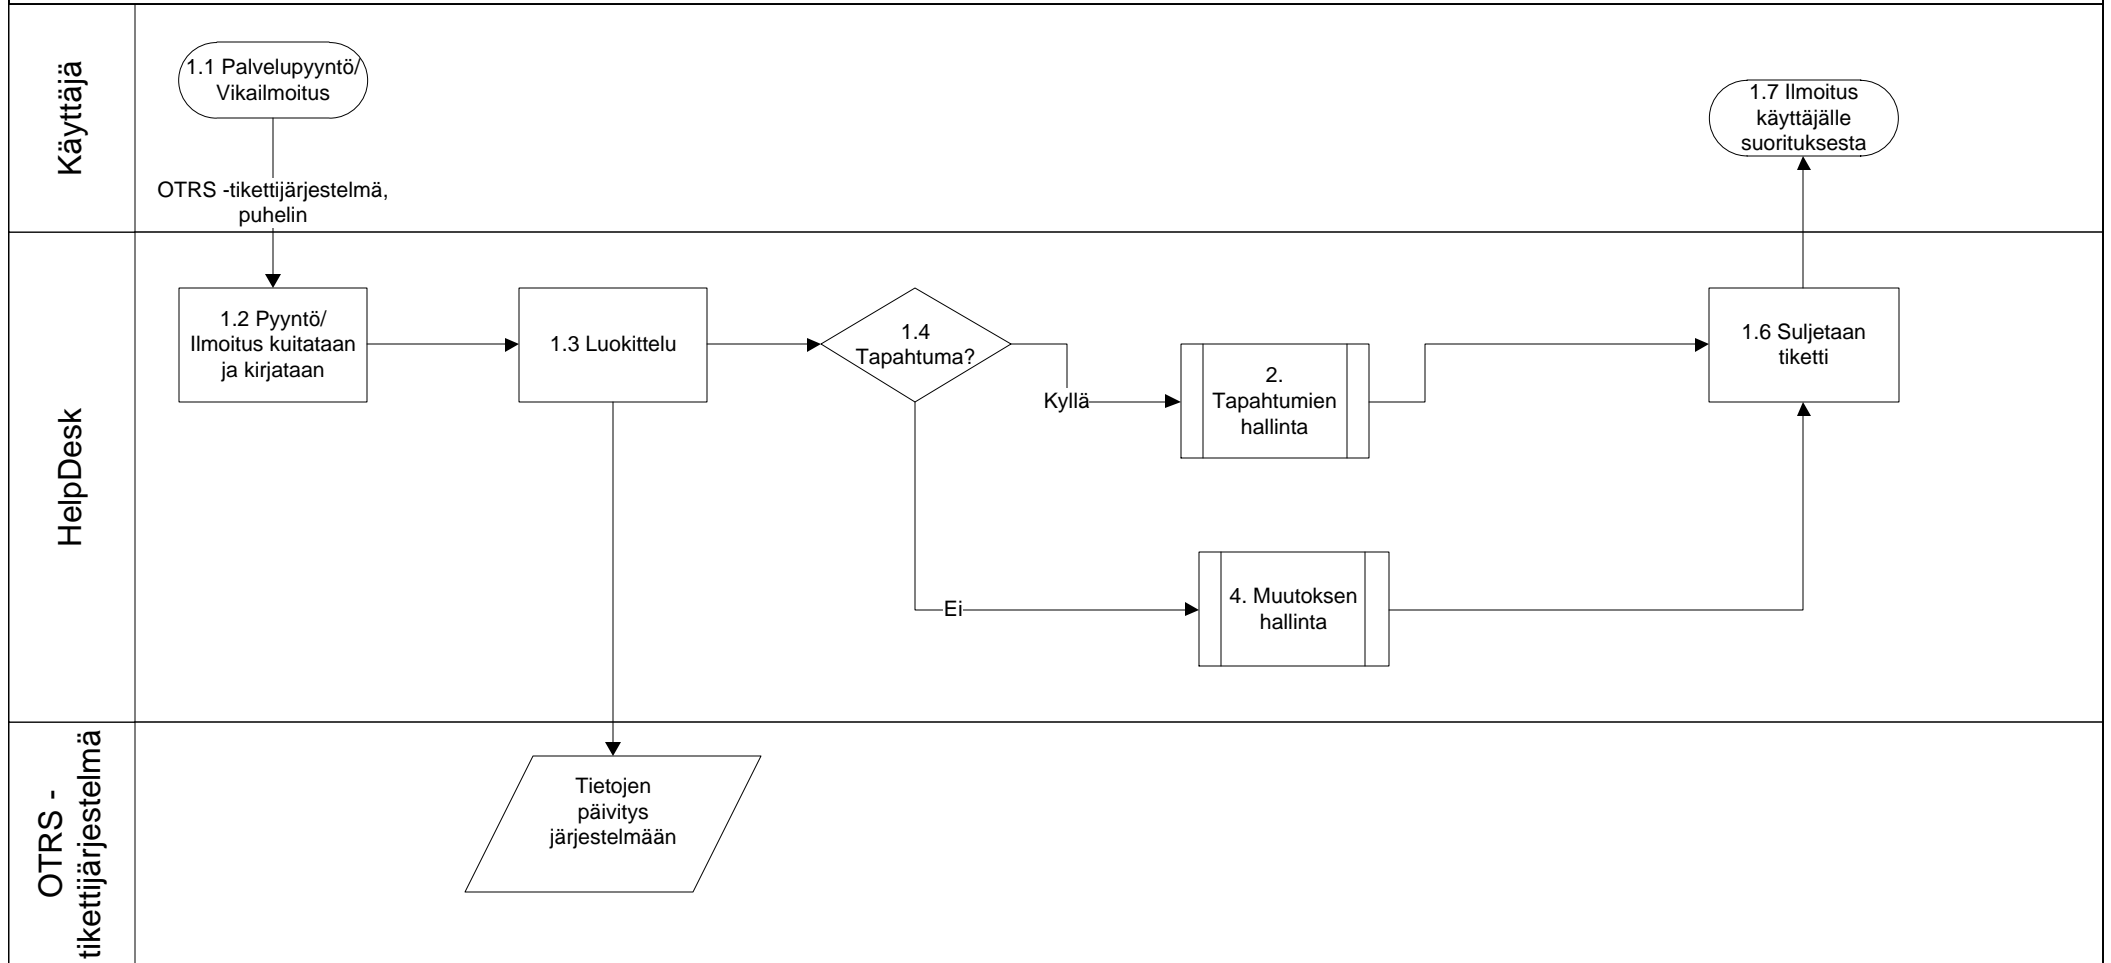 Käyttäjä
1.1 Palvelupyyntö/
Vikailmoitus
OTRS -tikettijärjestelmä,
puhelin
1.7 Ilmoitus
käyttäjälle
suorituksesta
HelpDesk
1.2 Pyyntö/
Ilmoitus kuitataan
ja kirjataan
1.3 Luokittelu
1.4
Tapahtuma?
Kyllä
2.
Tapahtumien
hallinta
1.6 Suljetaan
tiketti
Ei
4. Muutoksen
hallinta
OTRS -
tikettijärjestelmä
Tietojen
päivitys
järjestelmään